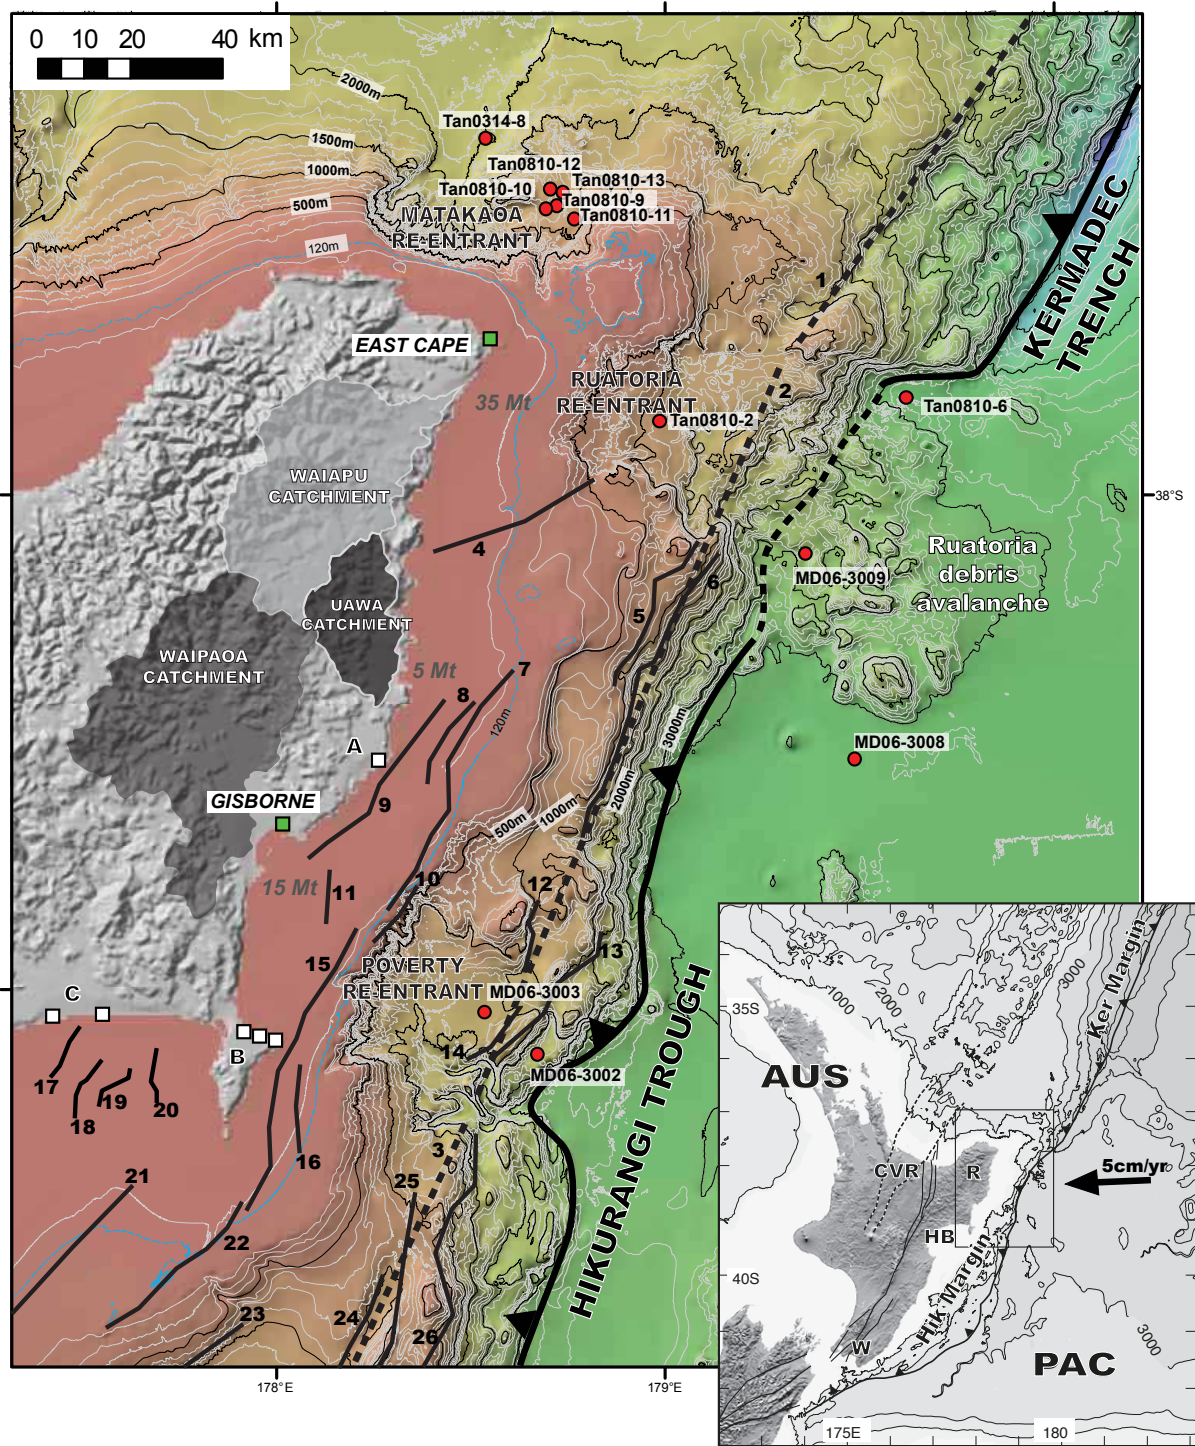 0 10 20 40 km
2000m
Tan0314-8
1500m
1000m
500m
120m
Tan0810-12
Tan0810-13
Tan0810-10
Tan0810-9
Tan0810-11
MATAKAOA
RE-ENTRANT
KERMADEC
TRENCH
1
EAST CAPE
35 Mt
RUATORIA
RE-ENTRANT
2
Tan0810-6
Tan0810-2
WAIAPU
CATCHMENT
38°S
4
Ruatoria
debris
avalanche
MD06-3009
6
5
UAWA
CATCHMENT
WAIPAOA
CATCHMENT
5 Mt
7
8
120m
3000m
MD06-3008
A
2000m
GISBORNE
9
500m
1000m
15 Mt
11
10
12
13
15
POVERTY
RE-ENTRANT
MD06-3003
HIKURANGI TROUGH
C
B
14
MD06-3002
17
18
19
20
3
16
21
25
22
23
24
26
178°E
179°E
1000
2000
3000
Ker Margin
35S
AUS
CVR
R
5cm/yr
HB
Hik Margin
40S
W
PAC
3000
175E
180